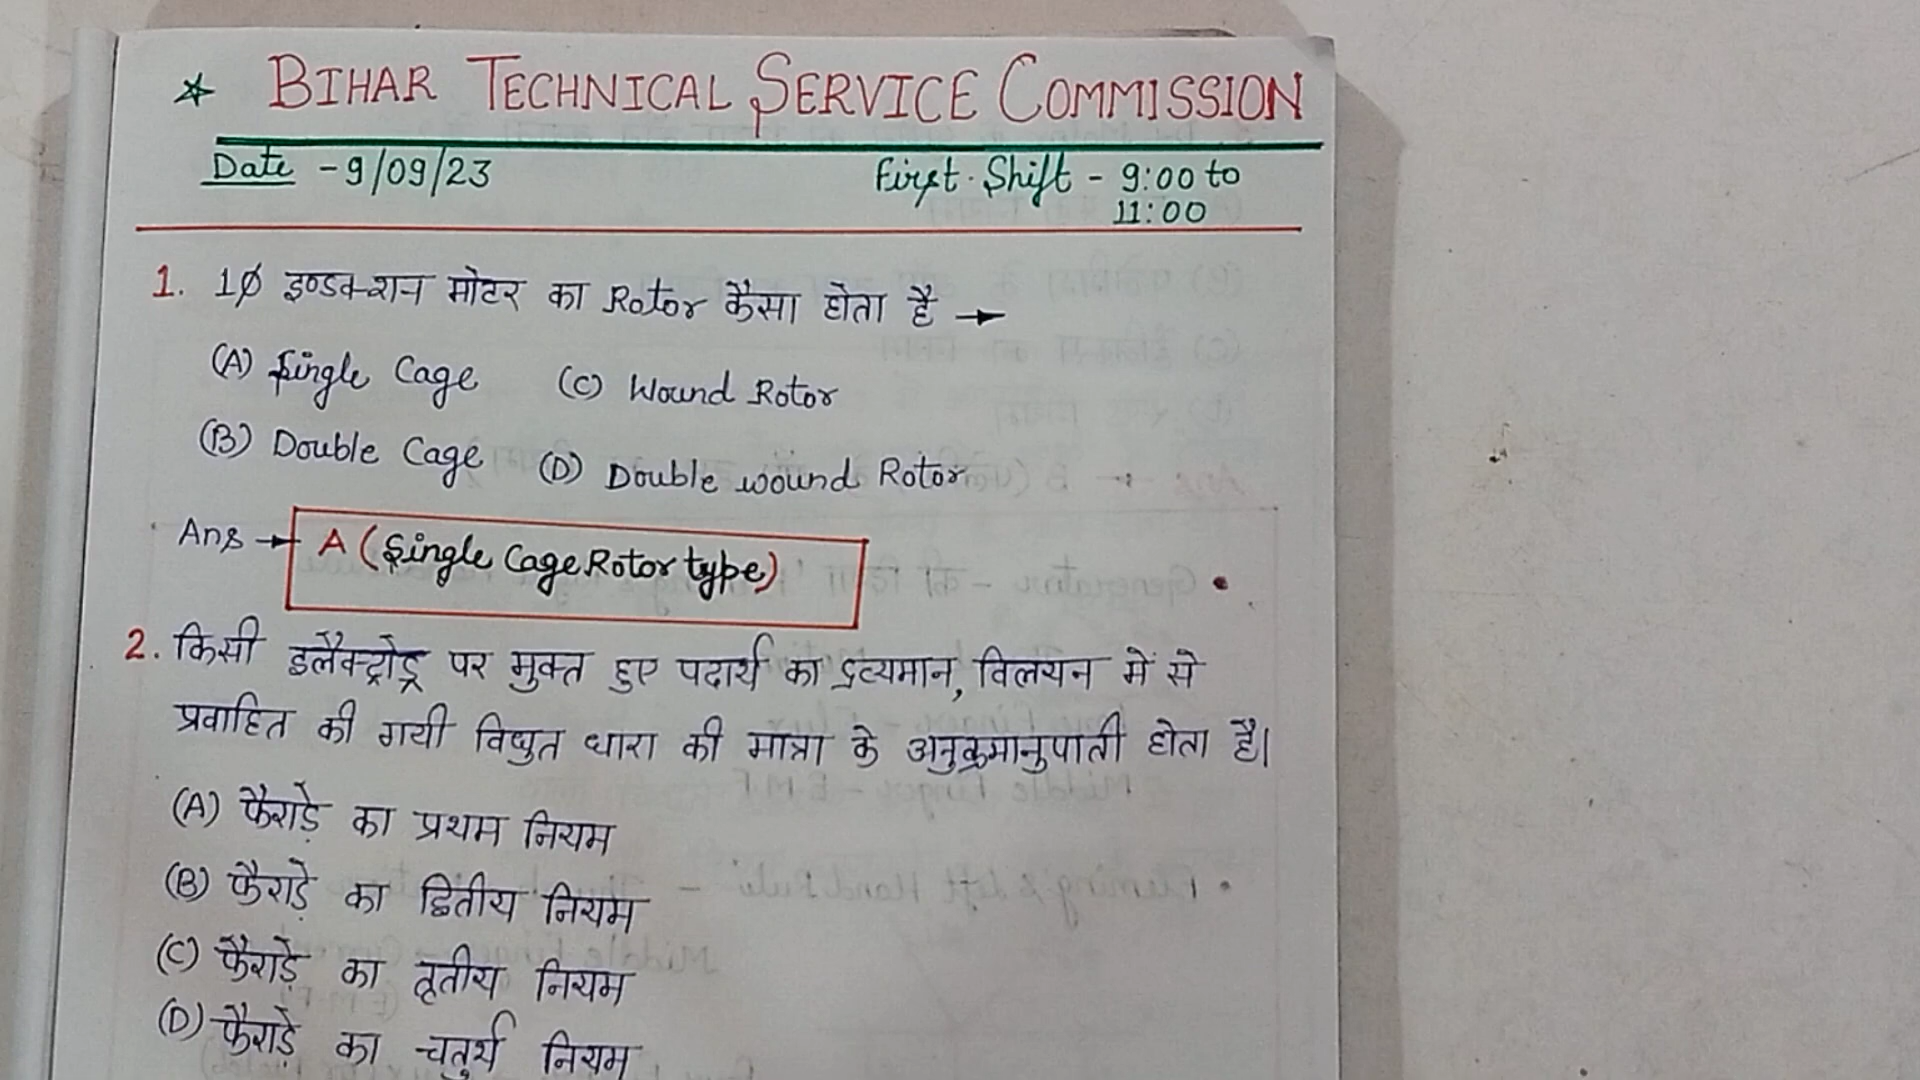 BIHAR TECHNICAL SERVICE COMMISSION
Date - 9/09/23 First Shift - 9:00 to 11:00
1. 1Ø इण्डक्शन मोटर का Rotor कैसा होता है →
(A) Single Cage (C) Wound Rotor
(B) Double Cage (D) Double wound Rotor
Ans → A (Single Cage Rotor type)
2. किसी इलैक्ट्रोड्र पर मुक्त हुए पदार्थ का द्रव्यमान, विलयन में से
प्रवाहित की गयी विधुत धारा की मात्रा के अनुक्रमानुपाती होता है।
(A) फैराडे का प्रथम नियम
(B) फैराडे का द्वितीय नियम
(C) फैराडे का तृतीय नियम
(D) फैराडे का चतुर्थ नियम